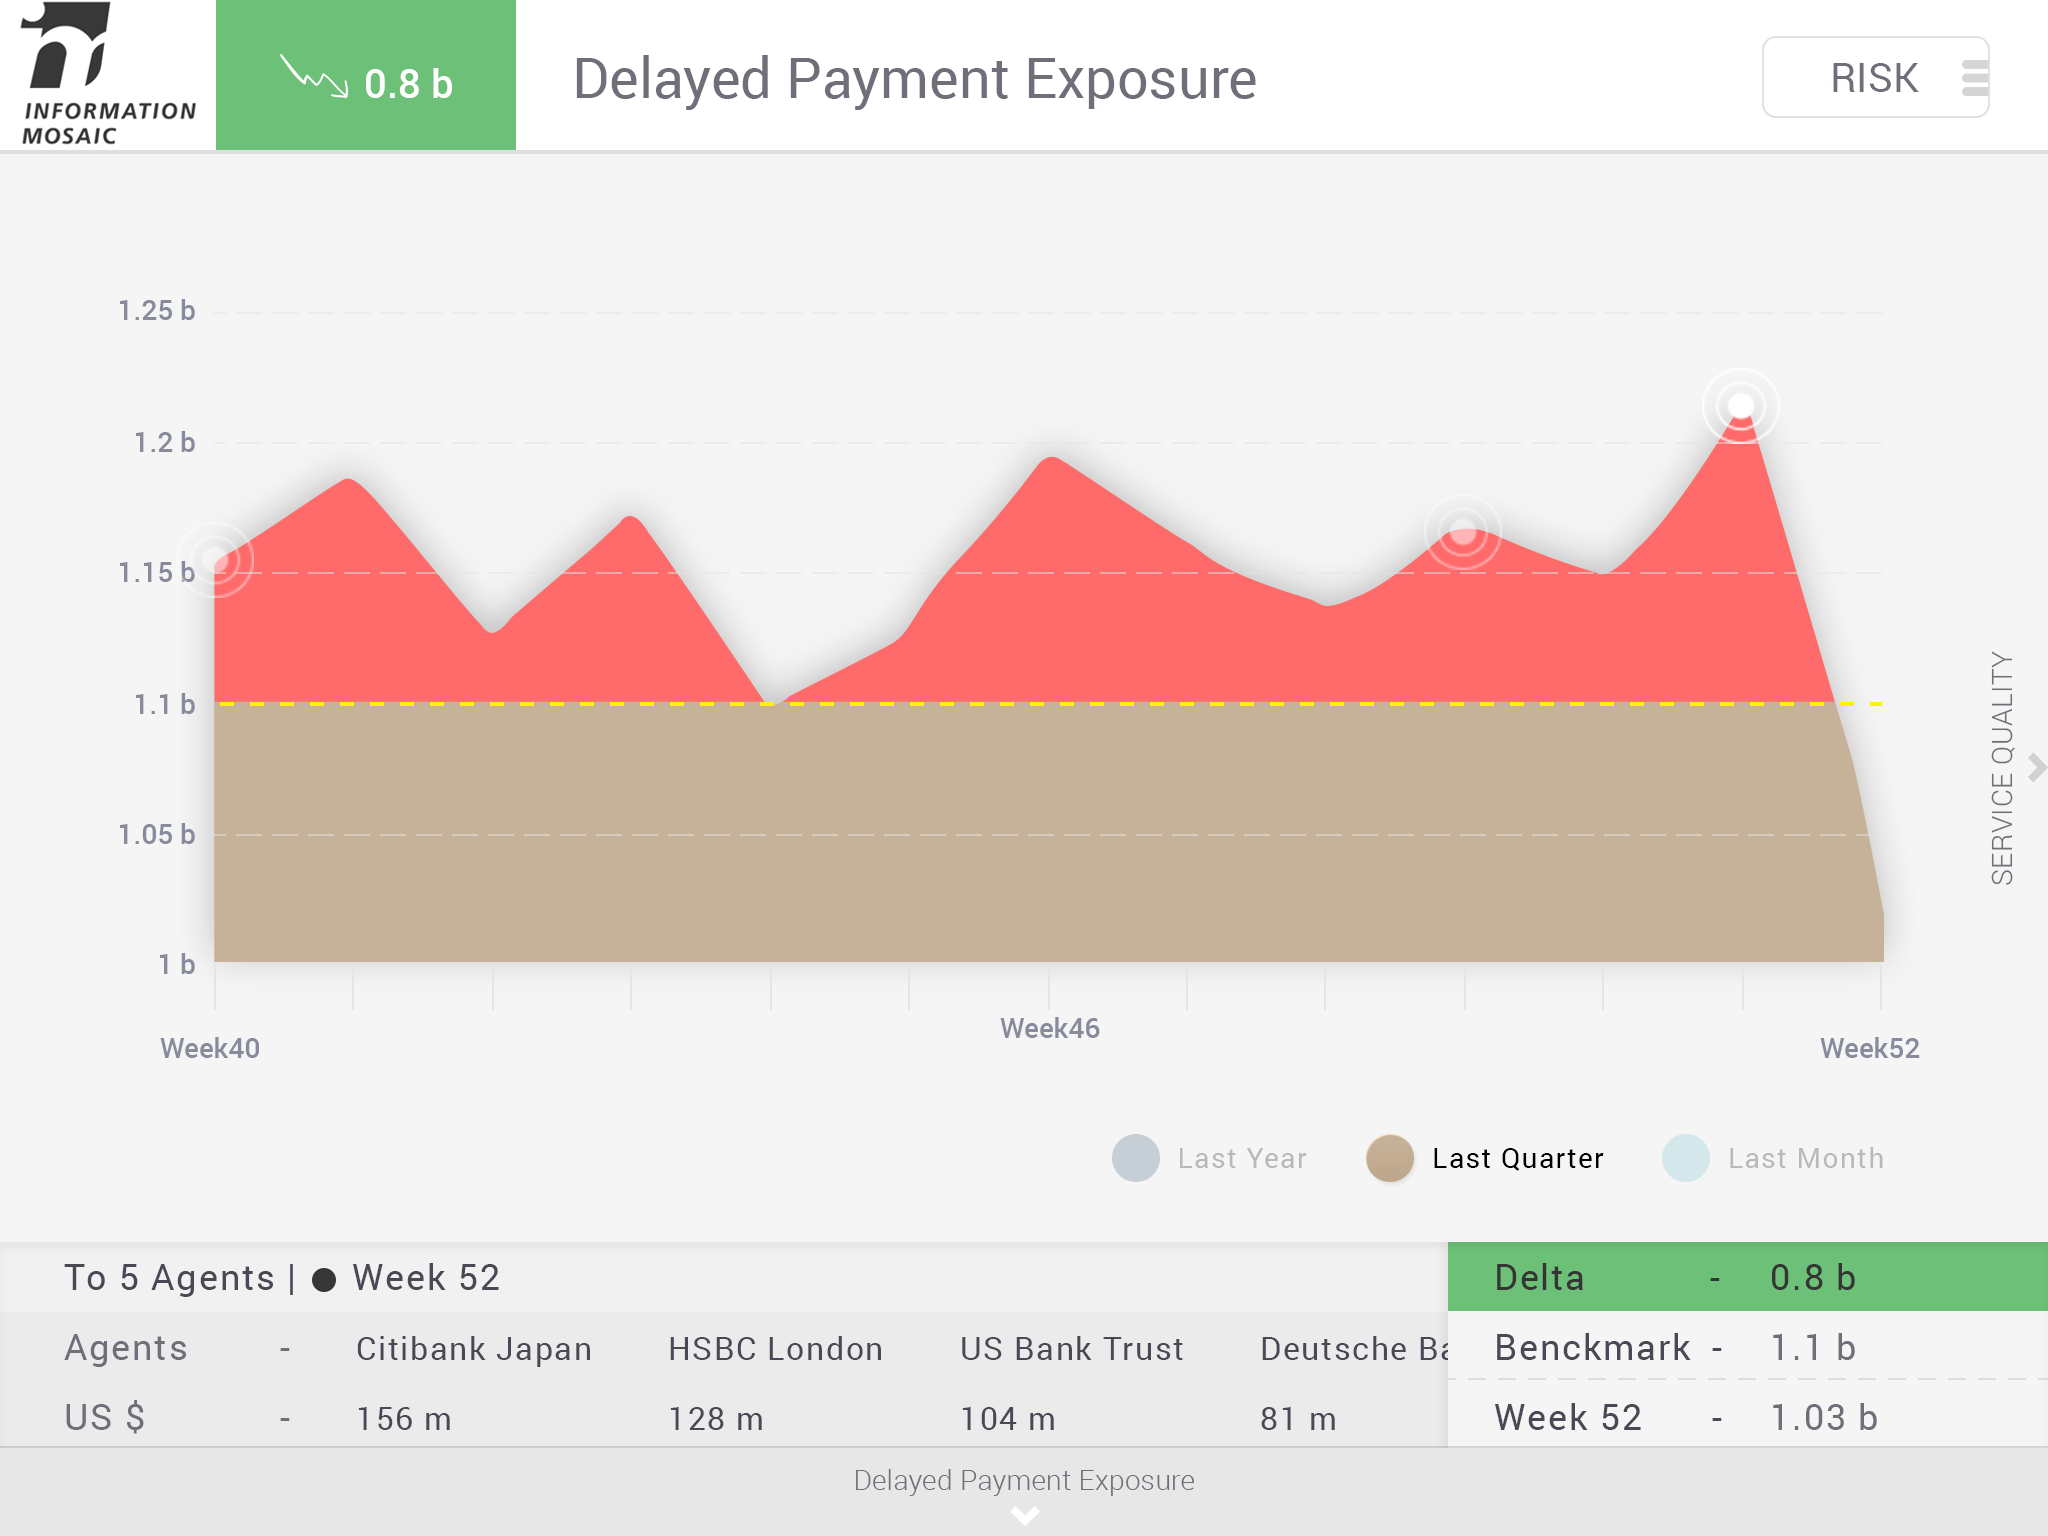 INFORMATION
MOSAIC
0.8 b
Delayed Payment Exposure
RISK
1.25 b
1.2 b
1.15 b
1.1 b
1.05 b
1 b
Week40
Week46
Week52
SERVICE QUALITY
Last Year
Last Quarter
Last Month
To 5 Agents | ● Week 52
Agents - Citibank Japan HSBC London US Bank Trust Deutsche Ba
US $ - 156 m 128 m 104 m 81 m
Delta - 0.8 b
Benckmark - 1.1 b
Week 52 - 1.03 b
Delayed Payment Exposure